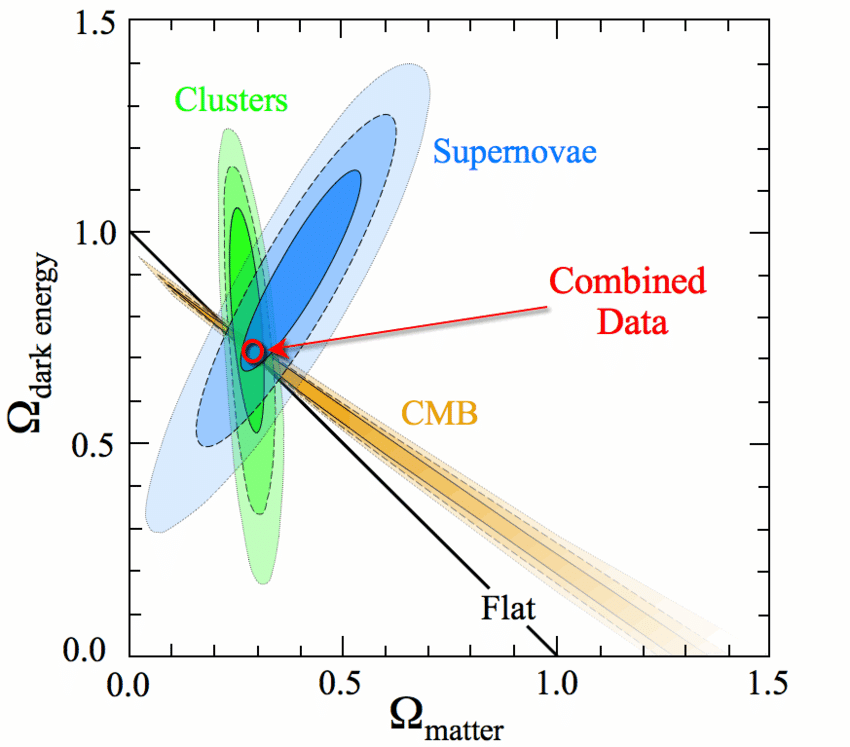 1.5
Clusters
Supernovae
1.0
Combined
Data
Ωdark energy
CMB
0.5
Flat
0.0
0.0
0.5
1.0
1.5
Ωmatter